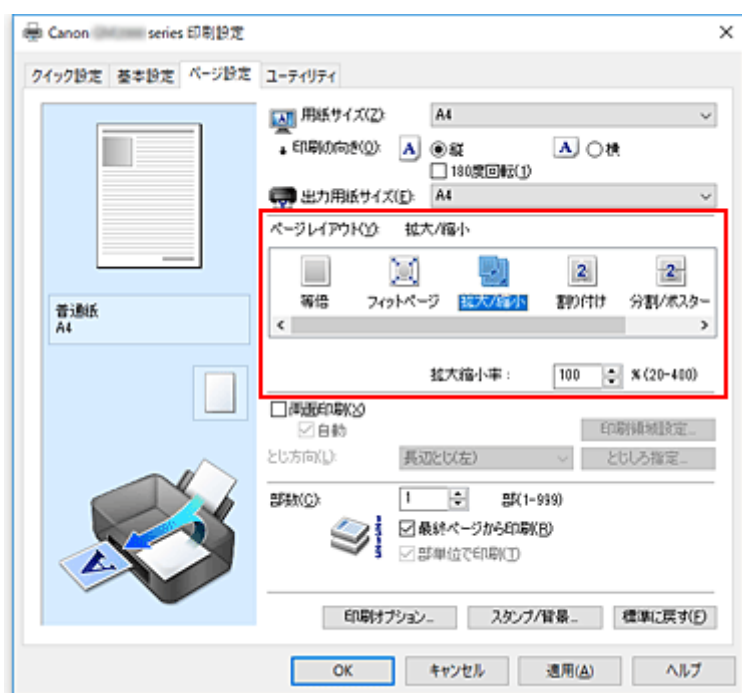 Canon series 印刷設定
クイック設定 基本設定 ページ設定 ユーティリティ
用紙サイズ(Z): A4
印刷の向き(O): A 縦 A 横
180度回転(1)
出力用紙サイズ(E): A4
ページレイアウト(Y): 拡大/縮小
等倍 フィットページ 拡大/縮小 割り付け 分割/ポスター
拡大縮小率： 100 % (20-400)
普通紙
A4
両面印刷(X)
自動 印刷領域設定...
とじ方向(L): 長辺とじ(左) とじしろ指定...
部数(C): 1 部(1-999)
最終ページから印刷(R)
部単位で印刷(T)
印刷オプション... スタンプ/背景... 標準に戻す(F)
OK キャンセル 適用(A) ヘルプ